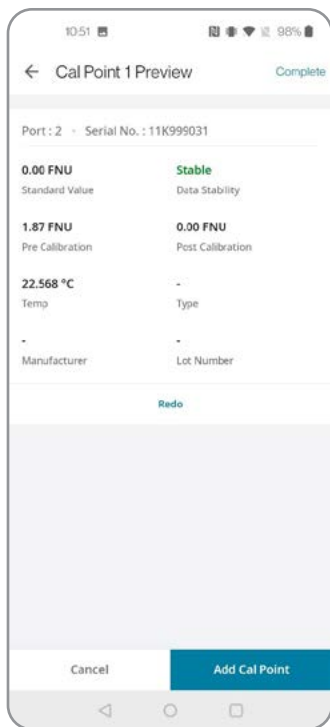 10:51 98%
← Cal Point 1 Preview Complete
Port : 2 · Serial No. : 11K999031
0.00 FNU Stable
Standard Value Data Stability
1.87 FNU 0.00 FNU
Pre Calibration Post Calibration
22.568 °C -
Temp Type
- -
Manufacturer Lot Number
Redo
Cancel Add Cal Point